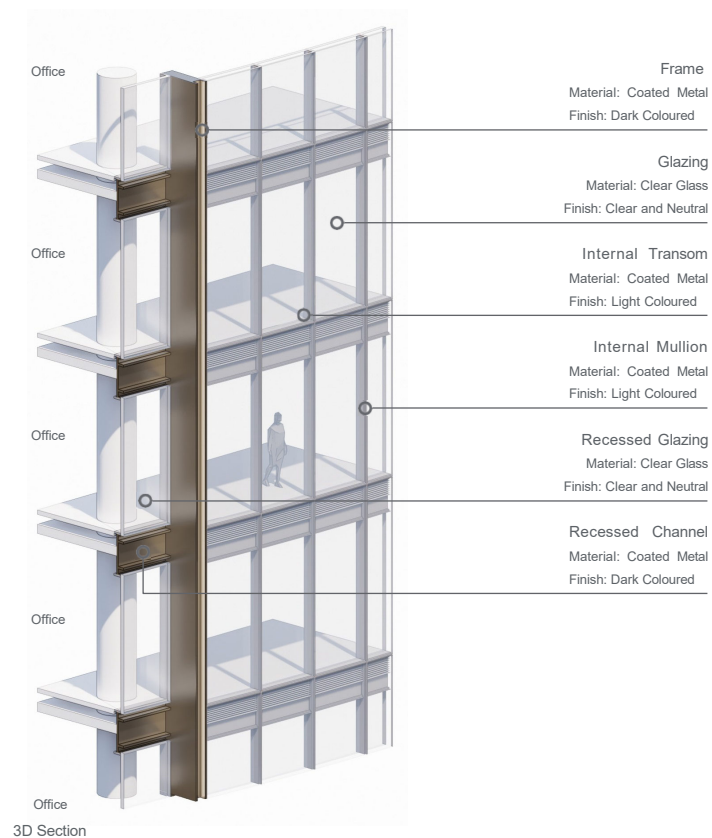 Office
Frame
Material: Coated Metal
Finish: Dark Coloured
Glazing
Material: Clear Glass
Finish: Clear and Neutral
Office
Internal Transom
Material: Coated Metal
Finish: Light Coloured
Internal Mullion
Material: Coated Metal
Finish: Light Coloured
Office
Recessed Glazing
Material: Clear Glass
Finish: Clear and Neutral
Recessed Channel
Material: Coated Metal
Finish: Dark Coloured
Office
Office
3D Section